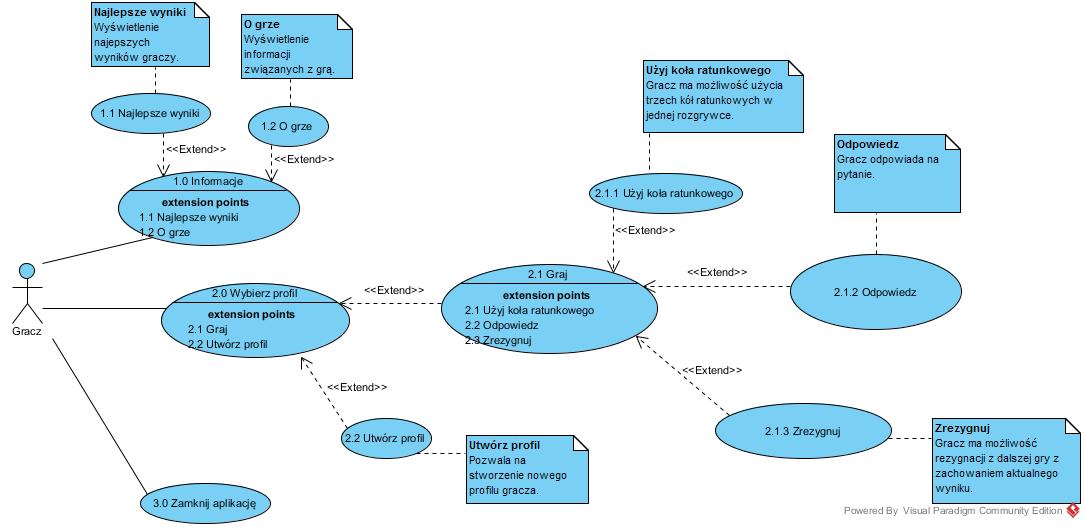 Najlepsze wyniki
Wyświetlenie
najepszych
wyników graczy.
O grze
Wyświetlenie
informacji
związanych z grą.
1.1 Najlepsze wyniki
1.2 O grze
<<Extend>>
<<Extend>>
1.0 Informacje
extension points
1.1 Najlepsze wyniki
1.2 O grze
Użyj koła ratunkowego
Gracz ma możliwość użycia
trzech kół ratunkowych w
jednej rozgrywce.
Odpowiedz
Gracz odpowiada na
pytanie.
2.1.1 Użyj koła ratunkowego
<<Extend>>
Gracz
2.0 Wybierz profil
extension points
2.1 Graj
2.2 Utwórz profil
<<Extend>>
2.1 Graj
extension points
2.1 Użyj koła ratunkowego
2.2 Odpowiedz
2.3 Zrezygnuj
<<Extend>>
2.1.2 Odpowiedz
<<Extend>>
<<Extend>>
2.2 Utwórz profil
Utwórz profil
Pozwala na
stworzenie nowego
profilu gracza.
2.1.3 Zrezygnuj
Zrezygnuj
Gracz ma możliwość
rezygnacji z dalszej gry z
zachowaniem aktualnego
wyniku.
3.0 Zamknij aplikację
Powered By Visual Paradigm Community Edition